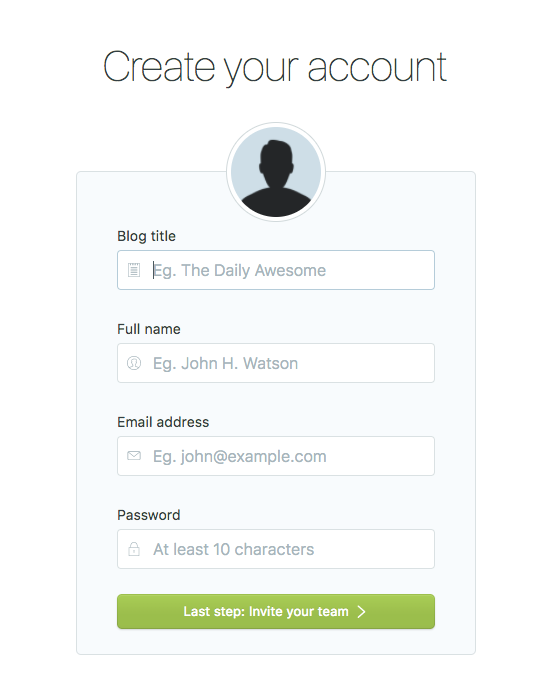 Create your account
Blog title
Eg. The Daily Awesome
Full name
Eg. John H. Watson
Email address
Eg. john@example.com
Password
At least 10 characters
Last step: Invite your team